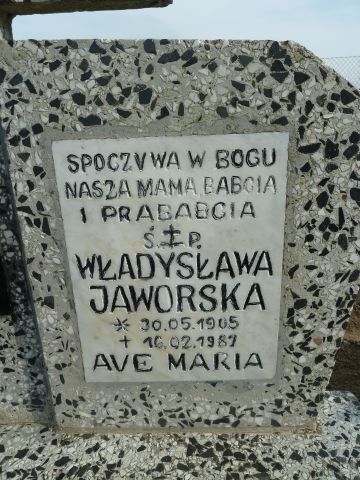 SPOCZYWA W BOGU
NASZA MAMA BABCIA
I PRABABCIA
Ś. † P.
WŁADYSŁAWA
JAWORSKA
* 30.05.1905
† 16.02.1987
AVE MARIA